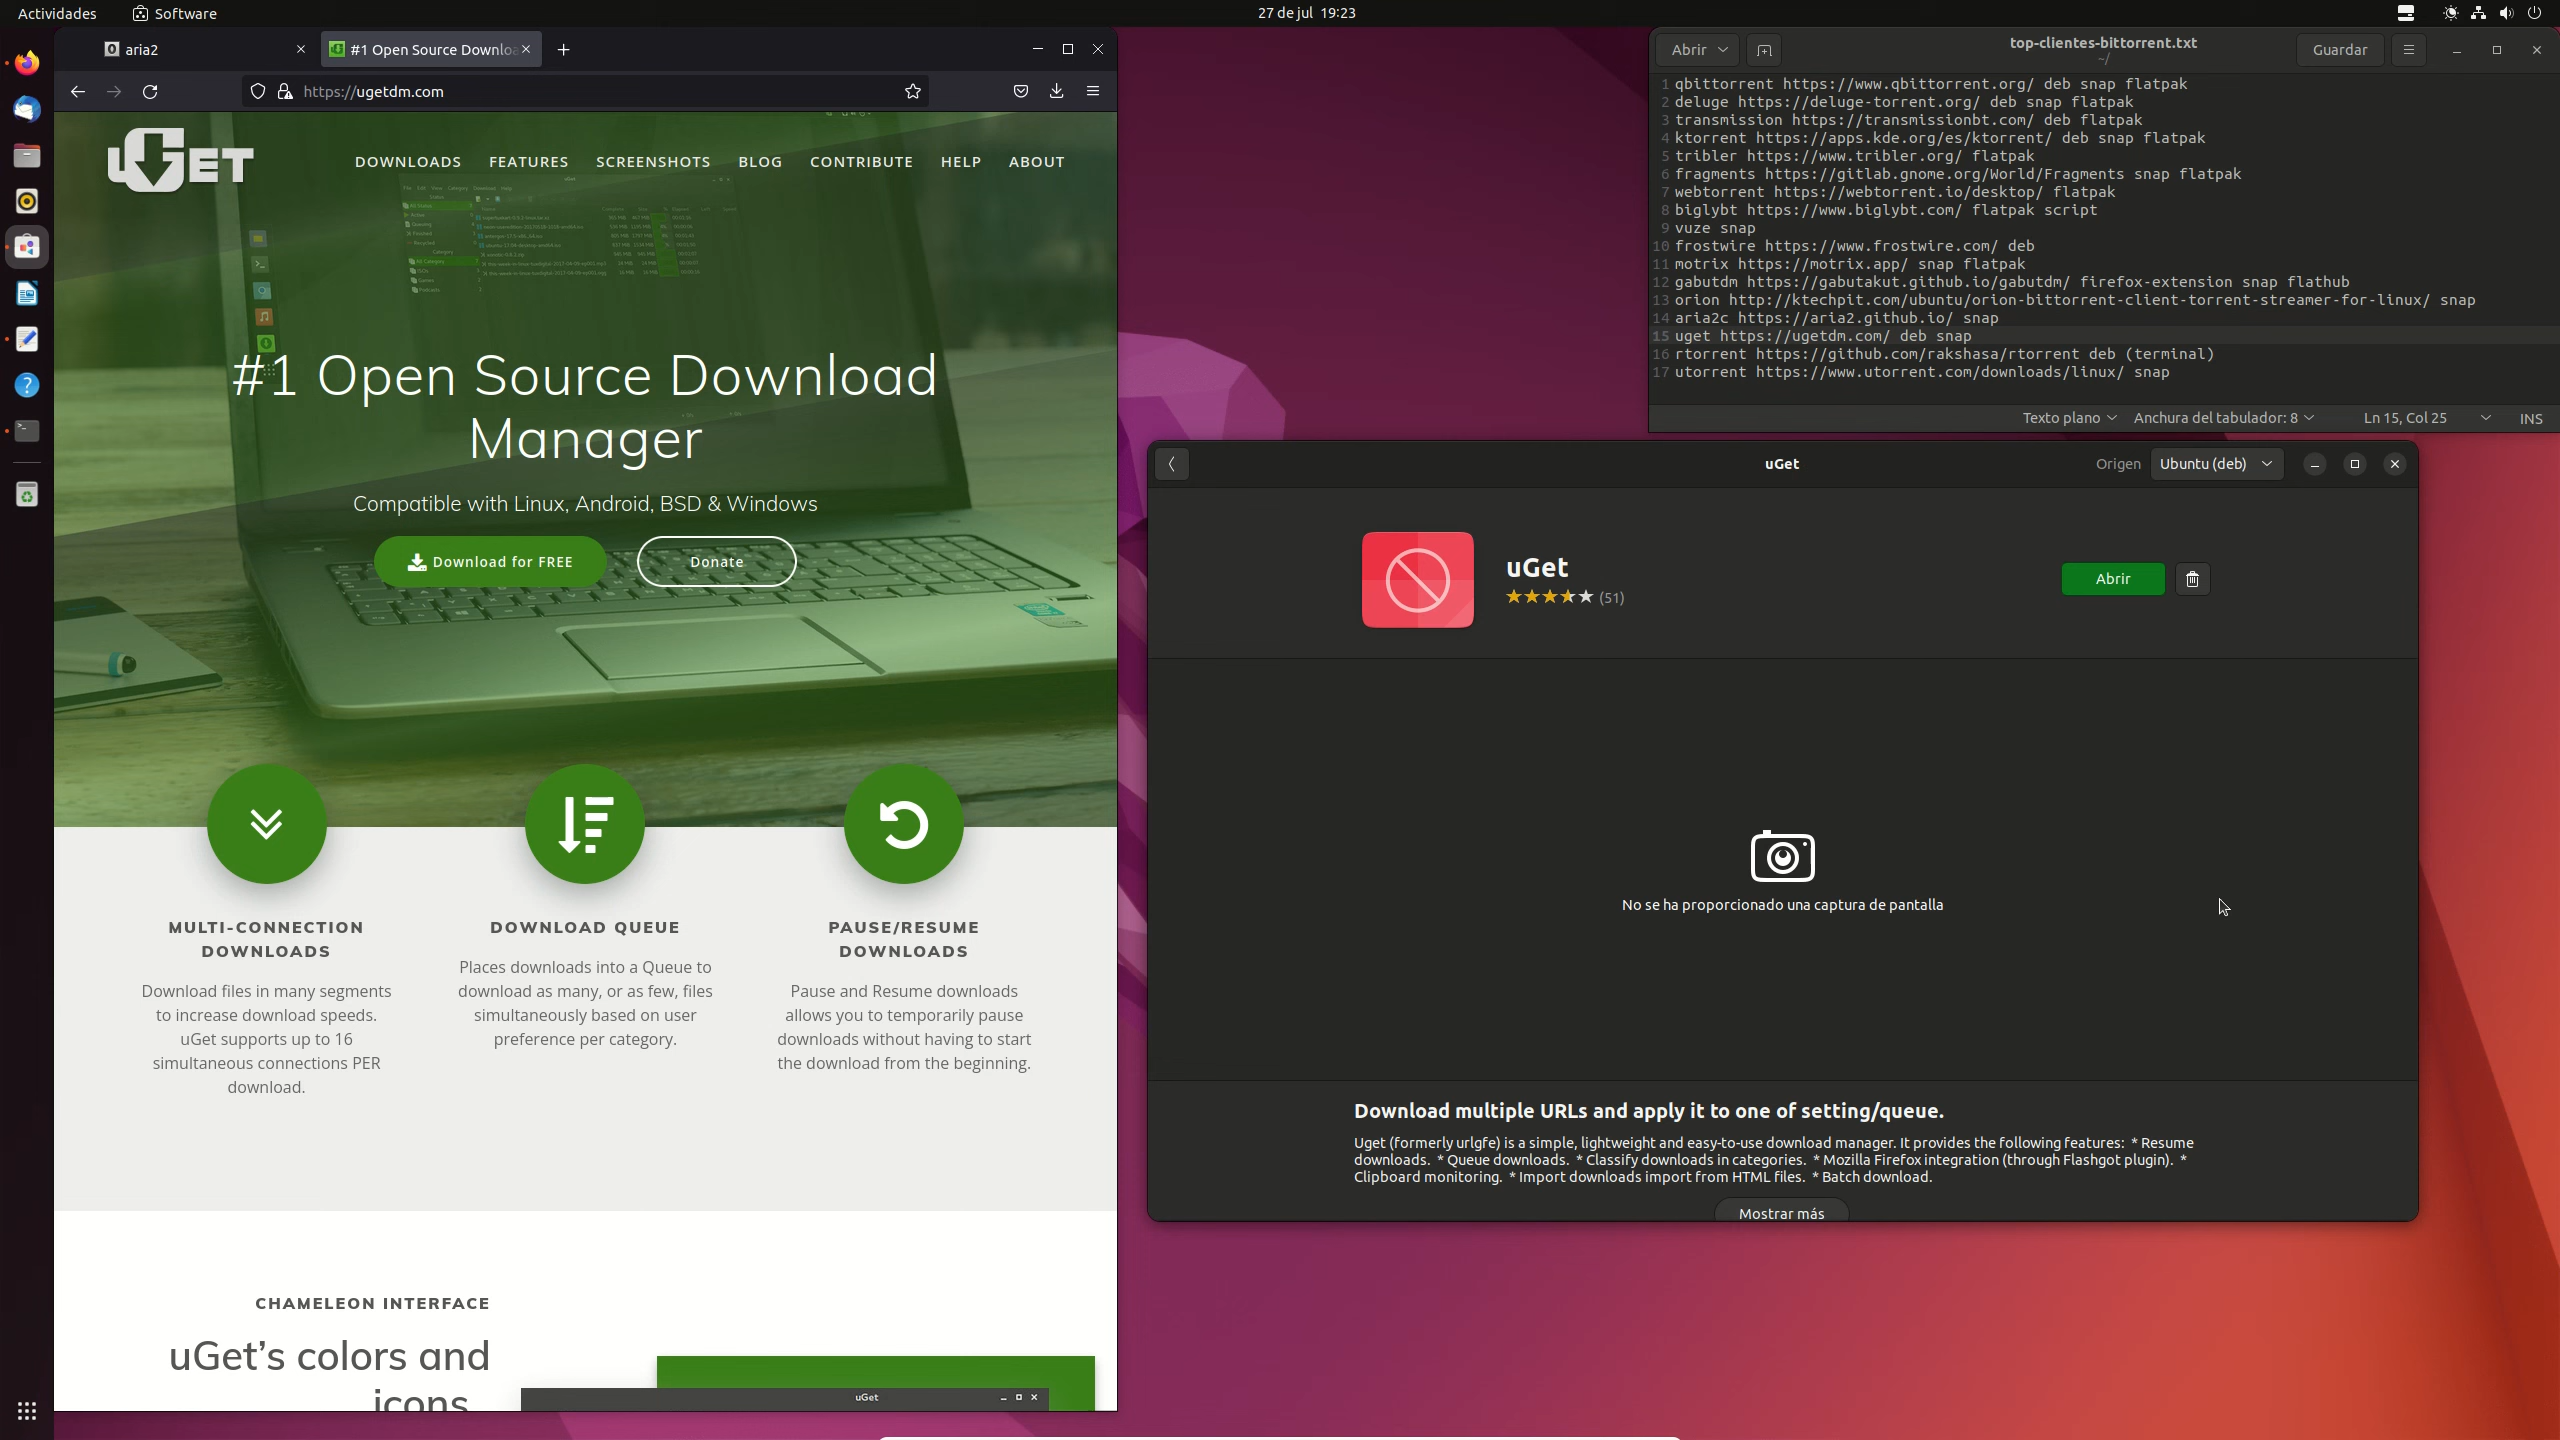 Actividades
Software
27 de jul 19:23
aria2
#1 Open Source Downloa
https://ugetdm.com
uGET
DOWNLOADS
FEATURES
SCREENSHOTS
BLOG
CONTRIBUTE
HELP
ABOUT
#1 Open Source Download
Manager
Compatible with Linux, Android, BSD & Windows
Download for FREE
Donate
MULTI-CONNECTION
DOWNLOADS
Download files in many segments
to increase download speeds.
uGet supports up to 16
simultaneous connections PER
download.
DOWNLOAD QUEUE
Places downloads into a Queue to
download as many, or as few, files
simultaneously based on user
preference per category.
PAUSE/RESUME
DOWNLOADS
Pause and Resume downloads
allows you to temporarily pause
downloads without having to start
the download from the beginning.
CHAMELEON INTERFACE
uGet’s colors and
icons
uGet
Abrir
top-clientes-bittorrent.txt
~/
Guardar
1 qbittorrent https://www.qbittorrent.org/ deb snap flatpak
2 deluge https://deluge-torrent.org/ deb snap flatpak
3 transmission https://transmissionbt.com/ deb flatpak
4 ktorrent https://apps.kde.org/es/ktorrent/ deb snap flatpak
5 tribler https://www.tribler.org/ flatpak
6 fragments https://gitlab.gnome.org/World/Fragments snap flatpak
7 webtorrent https://webtorrent.io/desktop/ flatpak
8 biglybt https://www.biglybt.com/ flatpak script
9 vuze snap
10 frostwire https://www.frostwire.com/ deb
11 motrix https://motrix.app/ snap flatpak
12 gabutdm https://gabutakut.github.io/gabutdm/ firefox-extension snap flathub
13 orion http://ktechpit.com/ubuntu/orion-bittorrent-client-torrent-streamer-for-linux/ snap
14 aria2c https://aria2.github.io/ snap
15 uget https://ugetdm.com/ deb snap
16 rtorrent https://github.com/rakshasa/rtorrent deb (terminal)
17 utorrent https://www.utorrent.com/downloads/linux/ snap
Texto plano
Anchura del tabulador: 8
Ln 15, Col 25
INS
uGet
Origen
Ubuntu (deb)
uGet
(51)
Abrir
No se ha proporcionado una captura de pantalla
Download multiple URLs and apply it to one of setting/queue.
Uget (formerly urlgfe) is a simple, lightweight and easy-to-use download manager. It provides the following features: * Resume
downloads. * Queue downloads. * Classify downloads in categories. * Mozilla Firefox integration (through Flashgot plugin). *
Clipboard monitoring. * Import downloads import from HTML files. * Batch download.
Mostrar más